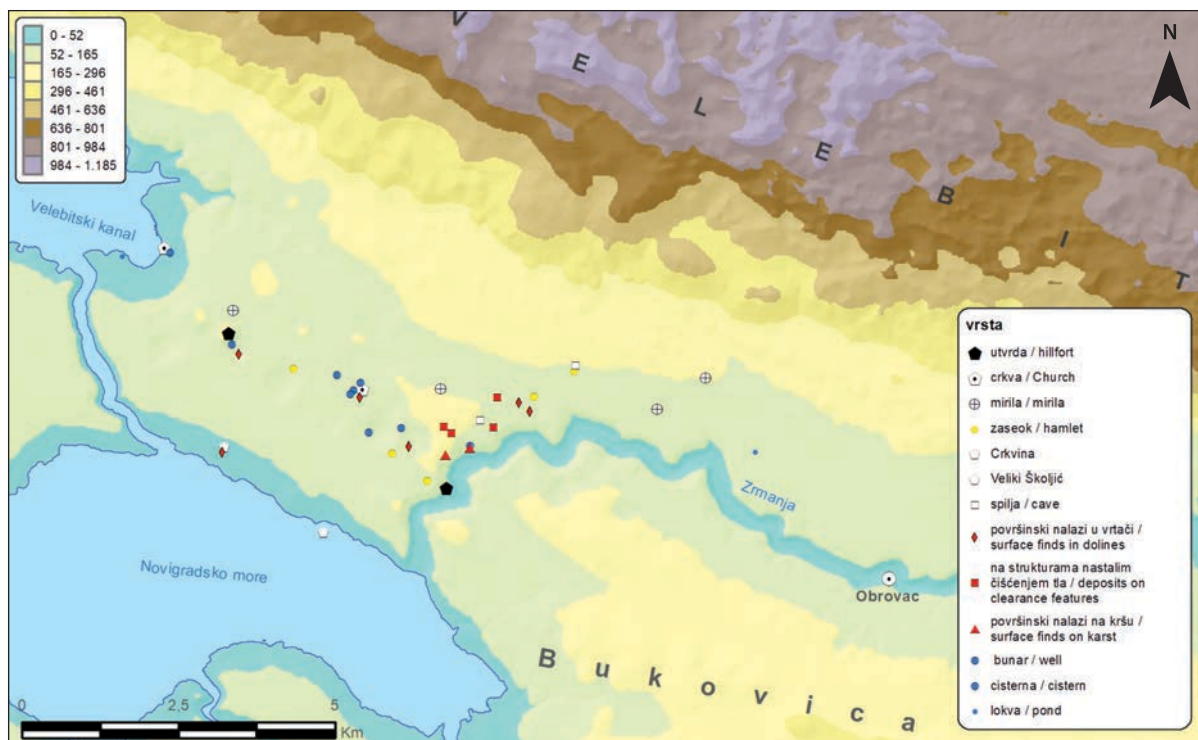 0 - 52
52 - 165
165 - 296
296 - 461
461 - 636
636 - 801
801 - 984
984 - 1.185
V E L E B I T
N
Velebitski kanal
Zrmanja
Obrovac
Novigradsko more
Bukovica
0 2,5 5
Km
vrsta
utvrda / hillfort
crkva / Church
mirila / mirila
zaseok / hamlet
Crkvina
Veliki Školjić
spilja / cave
površinski nalazi u vrtači /
surface finds in dolines
na strukturama nastalim
čišćenjem tla / deposits on
clearance features
površinski nalazi na kršu /
surface finds on karst
bunar / well
cisterna / cistern
lokva / pond